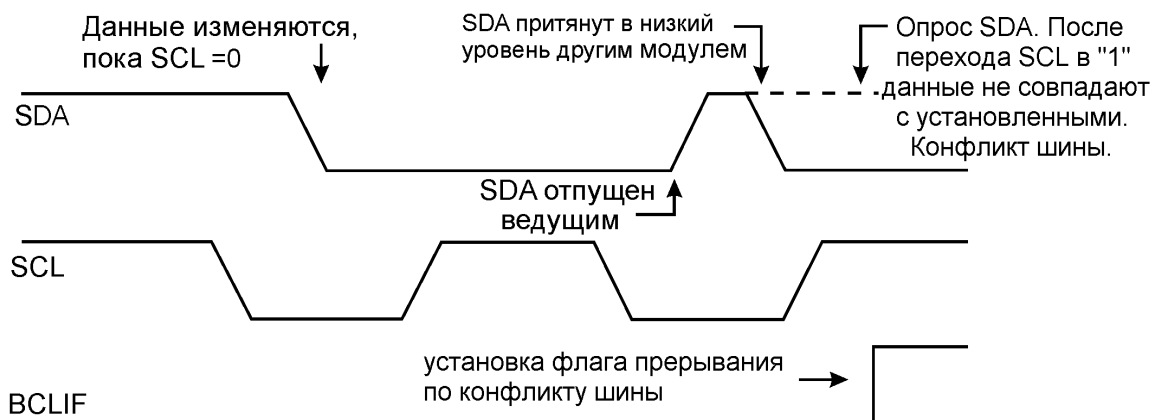 Данные изменяются,
пока SCL =0
SDA притянут в низкий
уровень другим модулем
Опрос SDA. После
перехода SCL в "1"
данные не совпадают
с установленными.
Конфликт шины.
SDA
SDA отпущен
ведущим
SCL
установка флага прерывания
по конфликту шины
BCLIF